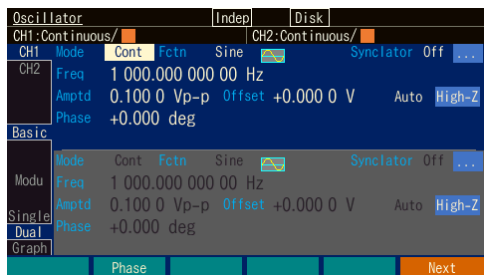 Oscillator Indep Disk
CH1:Continuous/ CH2:Continuous/
CH1 Mode Cont Fctn Sine Synclator Off ...
CH2 Freq 1 000.000 000 00 Hz
Amptd 0.100 0 Vp-p Offset +0.000 0 V Auto High-Z
Phase +0.000 deg
Basic
Mode Cont Fctn Sine Synclator Off ...
Modu Freq 1 000.000 000 00 Hz
Amptd 0.100 0 Vp-p Offset +0.000 0 V Auto High-Z
Single
Dual Phase +0.000 deg
Graph
Phase Next